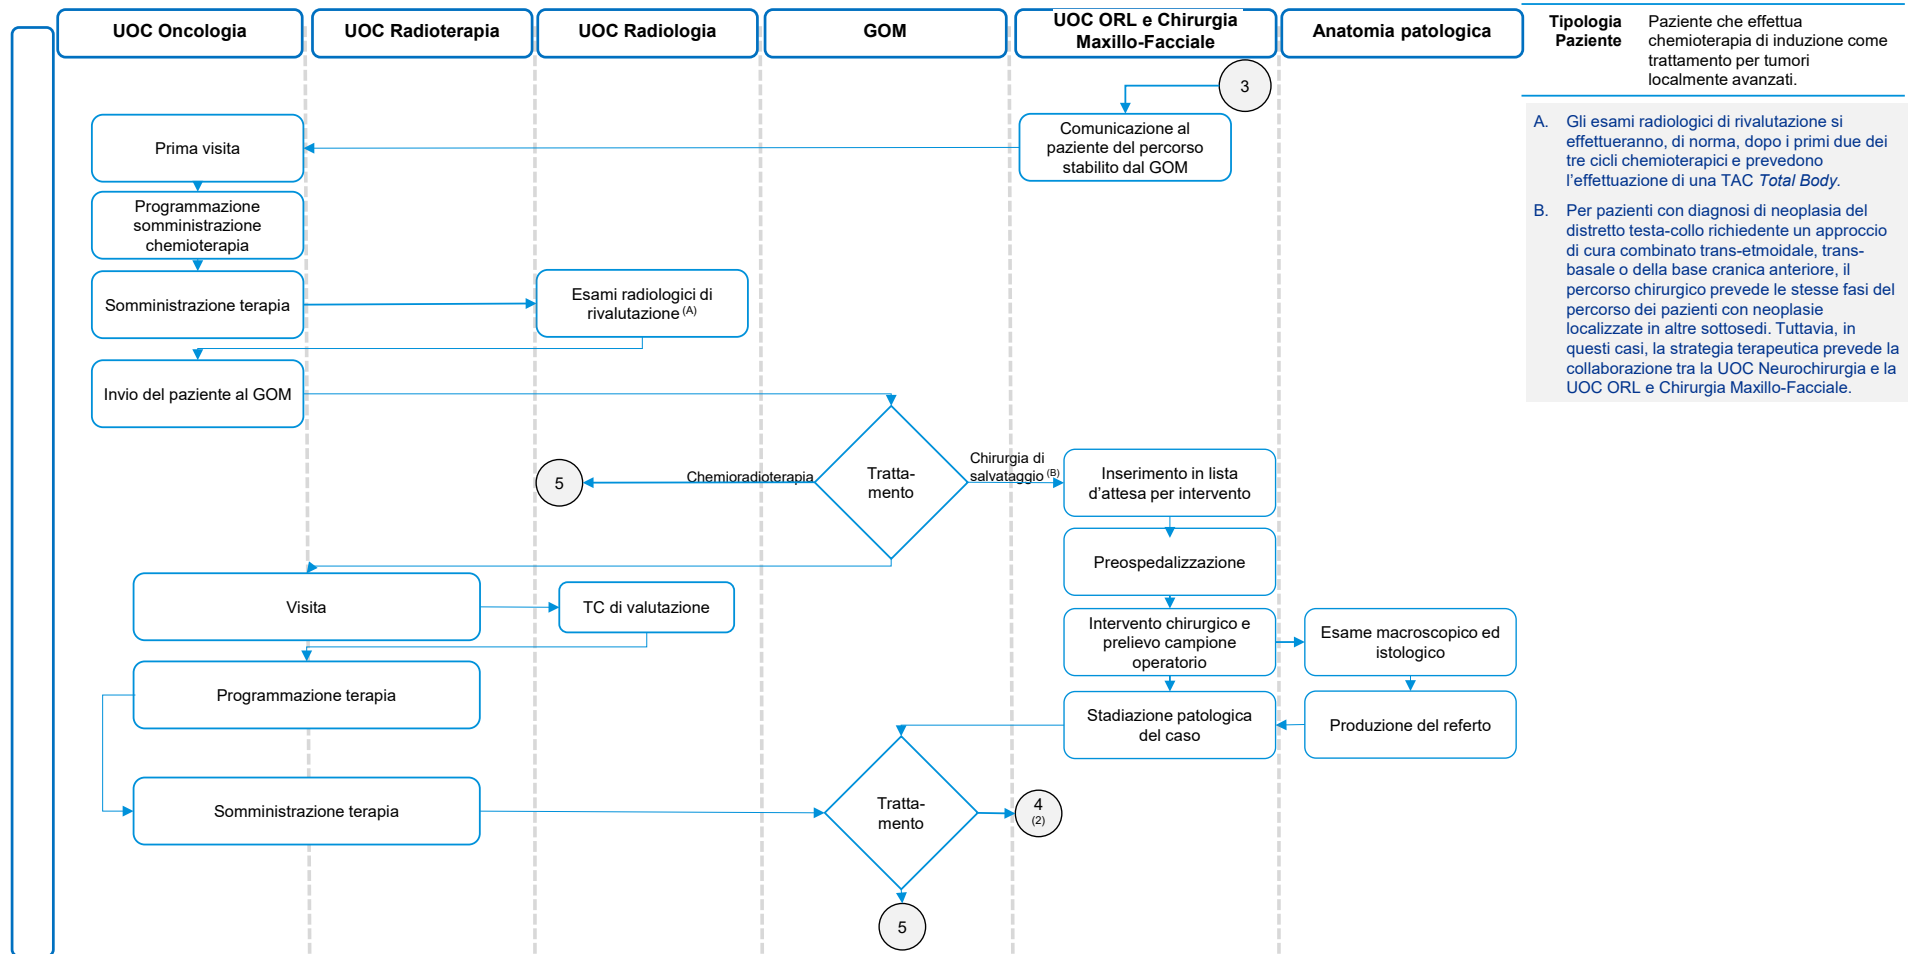 UOC Oncologia
UOC Radioterapia
UOC Radiologia
GOM
UOC ORL e Chirurgia
Maxillo-Facciale
Anatomia patologica
Tipologia
Paziente
Paziente che effettua
chemioterapia di induzione come
trattamento per tumori
localmente avanzati.
3
Prima visita
Comunicazione al
paziente del percorso
stabilito dal GOM
A. Gli esami radiologici di rivalutazione si
effettueranno, di norma, dopo i primi due dei
tre cicli chemioterapici e prevedono
l'effettuazione di una TAC Total Body.
B. Per pazienti con diagnosi di neoplasia del
distretto testa-collo richiedente un approccio
di cura combinato trans-etmoidale, trans-
basale o della base cranica anteriore, il
percorso chirurgico prevede le stesse fasi del
percorso dei pazienti con neoplasie
localizzate in altre sottosedi. Tuttavia, in
questi casi, la strategia terapeutica prevede la
collaborazione tra la UOC Neurochirurgia e la
UOC ORL e Chirurgia Maxillo-Facciale.
Programmazione
somministrazione
chemioterapia
Somministrazione terapia
Esami radiologici di
rivalutazione (A)
Invio del paziente al GOM
5
Chemioradioterapia
Tratta-
mento
Chirurgia di
salvataggio (B)
Inserimento in lista
d'attesa per intervento
Preospedalizzazione
Visita
TC di valutazione
Intervento chirurgico e
prelievo campione
operatorio
Esame macroscopico ed
istologico
Programmazione terapia
Stadiazione patologica
del caso
Produzione del referto
Somministrazione terapia
Tratta-
mento
4
(2)
5